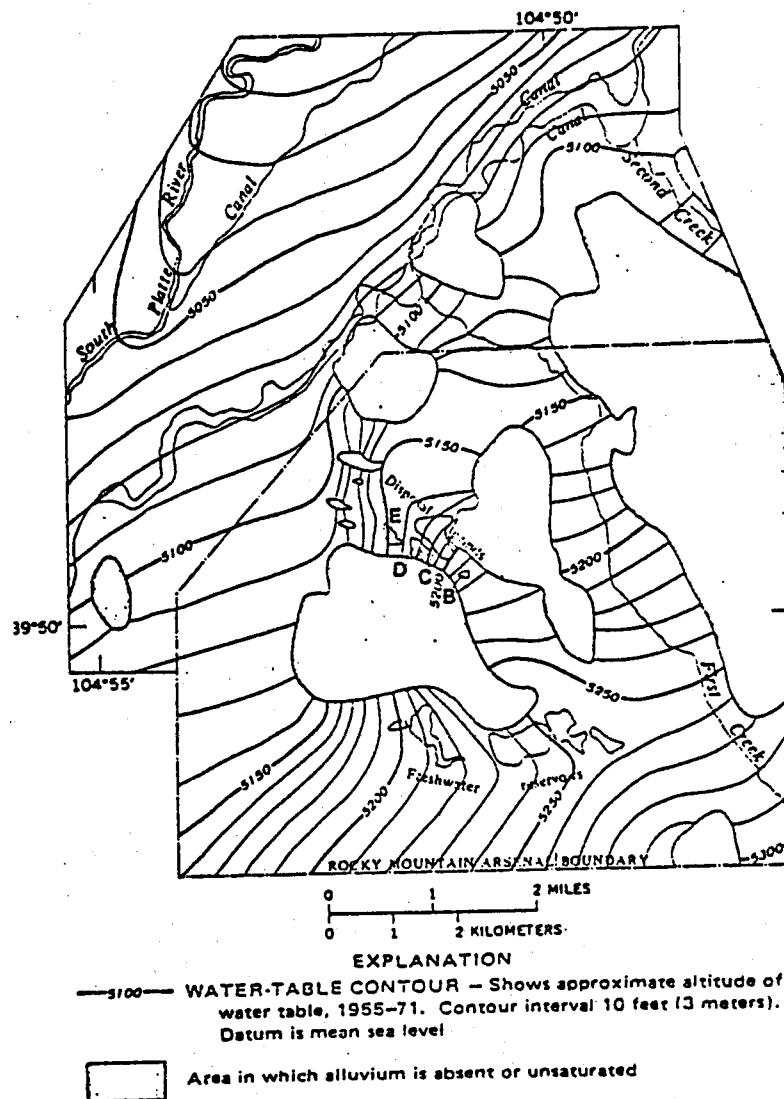 104°50'
5050
Canal
Canal
5100
Second
Creek
River
Canal
Platte
South
5050
5100
5150
5150
Disposal
E
D
C
B
5200
5200
5100
39°50'
104°55'
First
Creek
5250
5150
5200
Freshwater
reservoirs
5250
5300
ROCKY MOUNTAIN ARSENAL BOUNDARY
0 1 2 MILES
0 1 2 KILOMETERS
EXPLANATION
5100 WATER-TABLE CONTOUR – Shows approximate altitude of
water table, 1955–71. Contour interval 10 feet (3 meters).
Datum is mean sea level
Area in which alluvium is absent or unsaturated